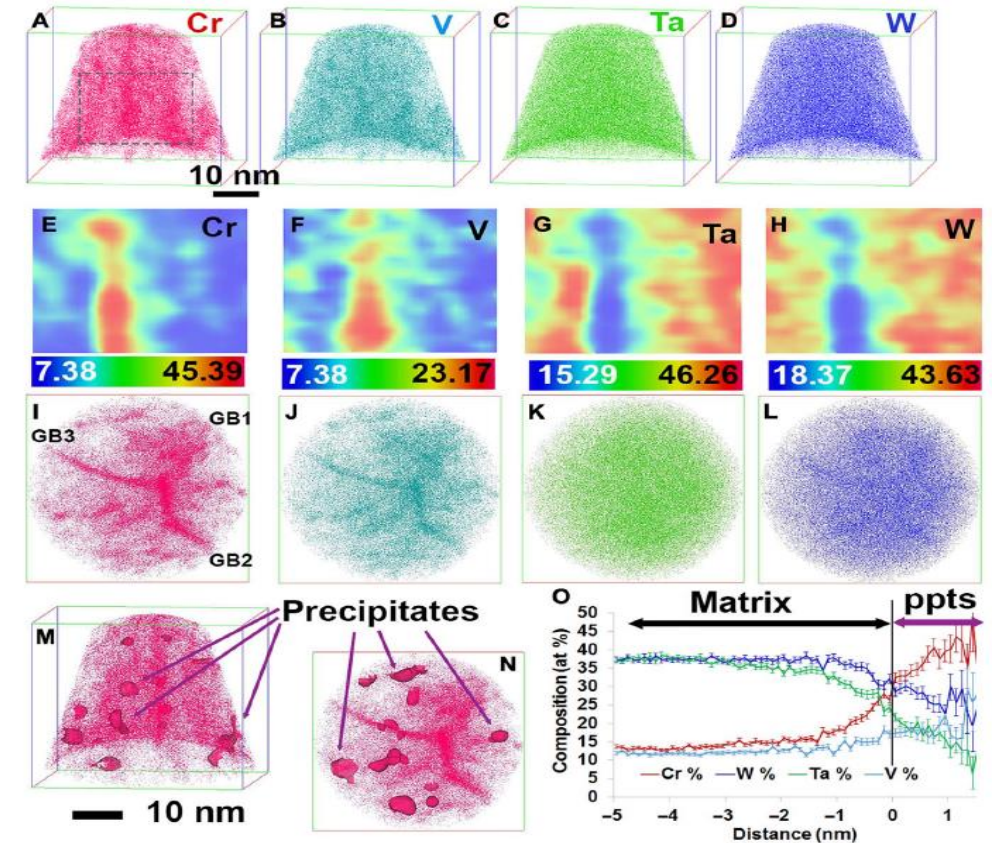 A Cr
B V
C Ta
D W
10 nm
E Cr
F V
G Ta
H W
7.38 45.39
7.38 23.17
15.29 46.26
18.37 43.63
I GB1
GB3
GB2
J
K
L
Precipitates
M
N
10 nm
O
Matrix ppts
Composition (at %)
50
45
40
35
30
25
20
15
10
5
0
Cr % W % Ta % V %
−5 −4 −3 −2 −1 0 1
Distance (nm)